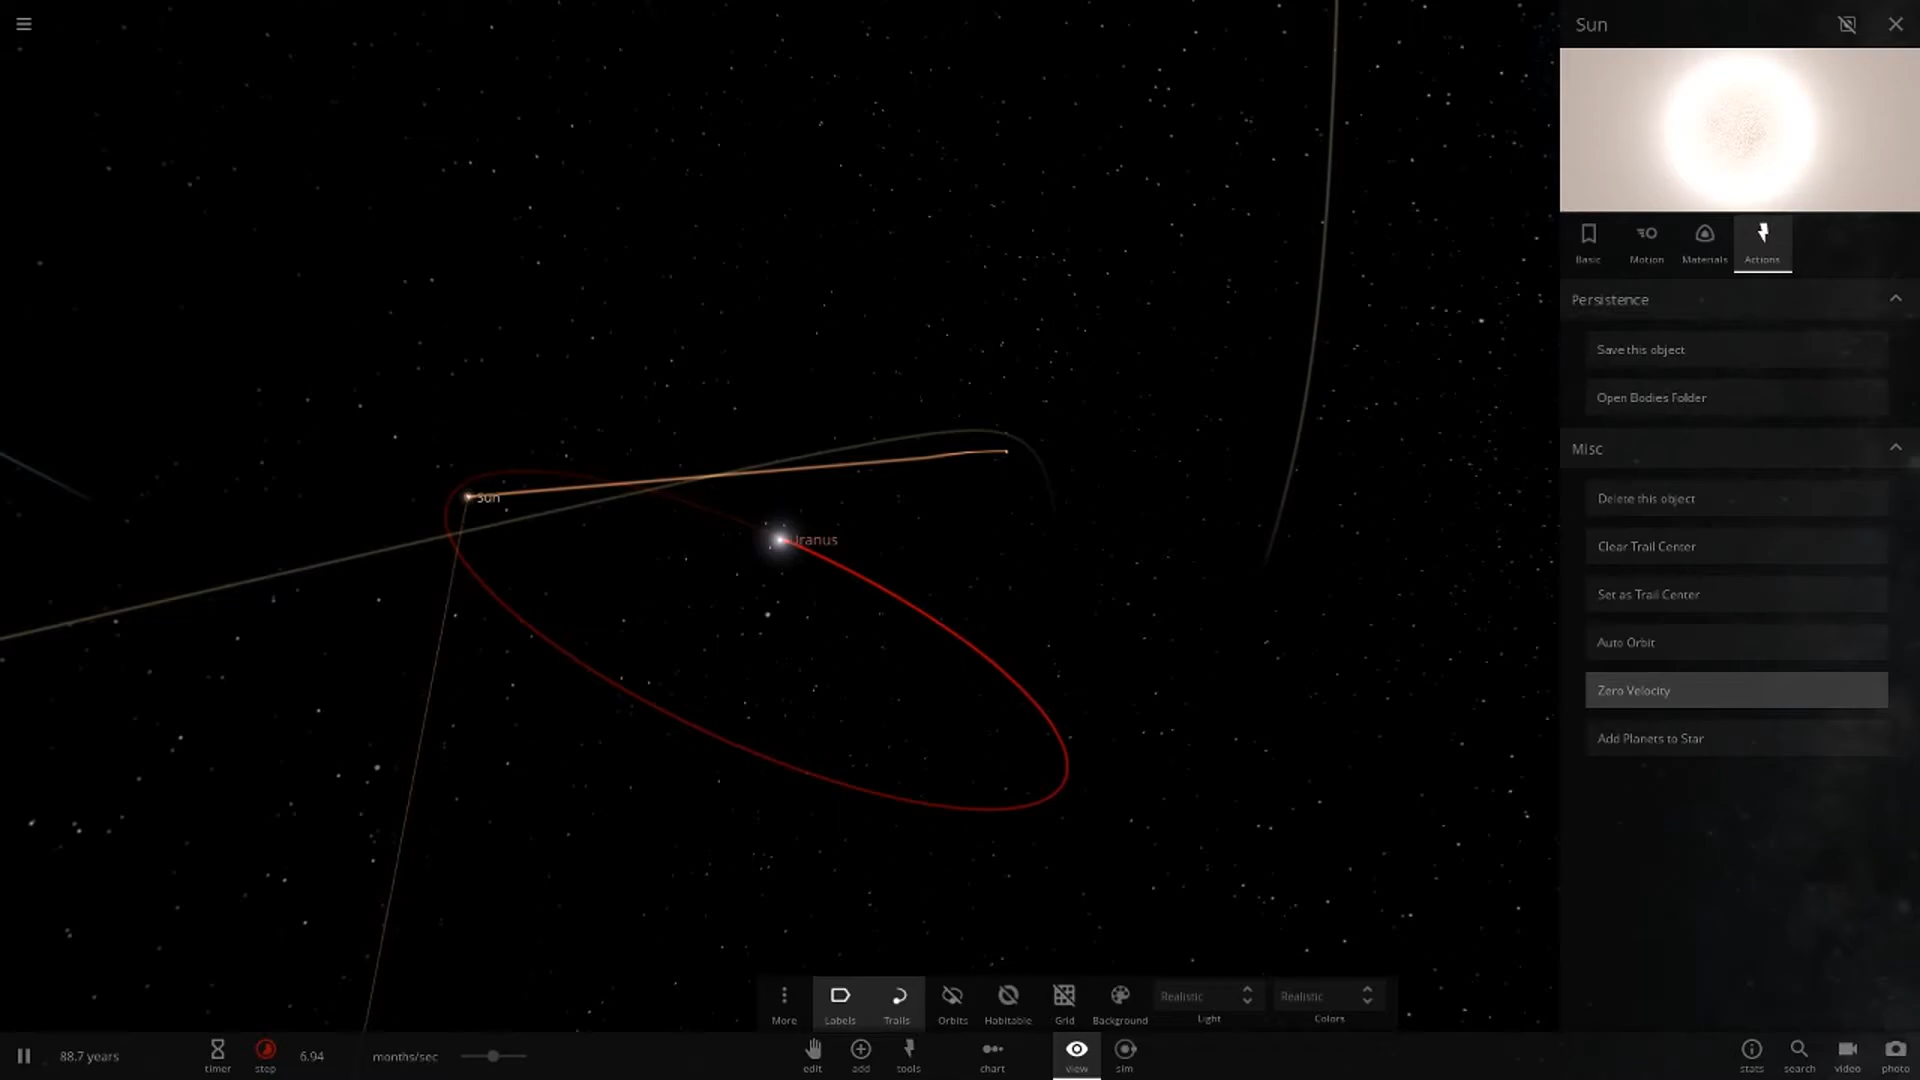 Sun
Basic
Motion
Materials
Actions
Persistence
Save this object
Open Bodies Folder
Misc
Delete this object
Clear Trail Center
Set as Trail Center
Auto Orbit
Zero Velocity
Add Planets to Star
Sun
Uranus
More
Labels
Trails
Orbits
Habitable
Grid
Background
Realistic
Light
Realistic
Colors
88.7 years
timer
step
6.94
months/sec
edit
add
tools
chart
view
sim
stats
search
video
photo